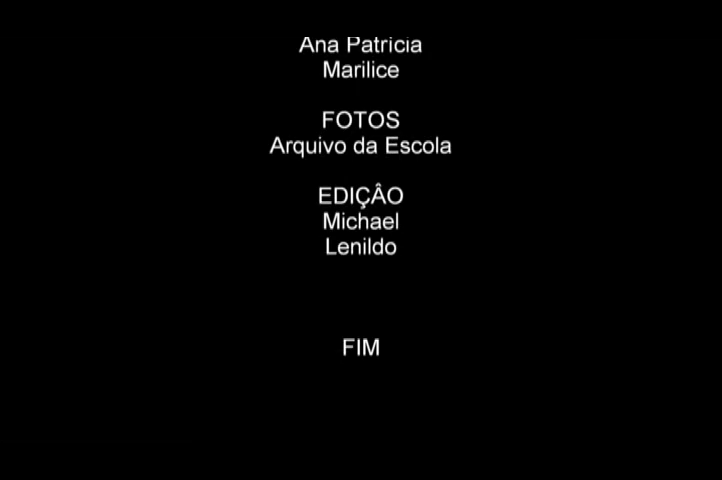 Ana Patricia
Marilice
FOTOS
Arquivo da Escola
EDIÇÂO
Michael
Lenildo
FIM